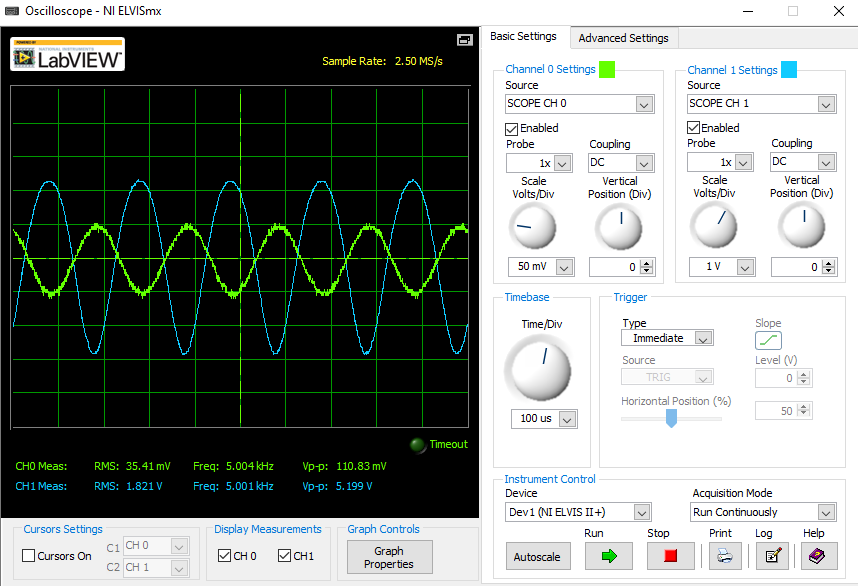 Oscilloscope - NI ELVISmx
POWERED BY
NATIONAL INSTRUMENTS
LabVIEW™
Sample Rate: 2.50 MS/s
Timeout
CH0 Meas: RMS: 35.41 mV Freq: 5.004 kHz Vp-p: 110.83 mV
CH1 Meas: RMS: 1.821 V Freq: 5.001 kHz Vp-p: 5.199 V
Cursors Settings
Cursors On
C1 CH 0
C2 CH 1
Display Measurements
CH 0 CH1
Graph Controls
Graph
Properties
Basic Settings Advanced Settings
Channel 0 Settings
Source
SCOPE CH 0
Enabled
Probe Coupling
1x DC
Scale Vertical
Volts/Div Position (Div)
50 mV 0
Channel 1 Settings
Source
SCOPE CH 1
Enabled
Probe Coupling
1x DC
Scale Vertical
Volts/Div Position (Div)
1 V 0
Timebase
Time/Div
100 us
Trigger
Type Slope
Immediate
Source Level (V)
TRIG 0
Horizontal Position (%)
50
Instrument Control
Device Acquisition Mode
Dev1 (NI ELVIS II+) Run Continuously
Run Stop Print Log Help
Autoscale